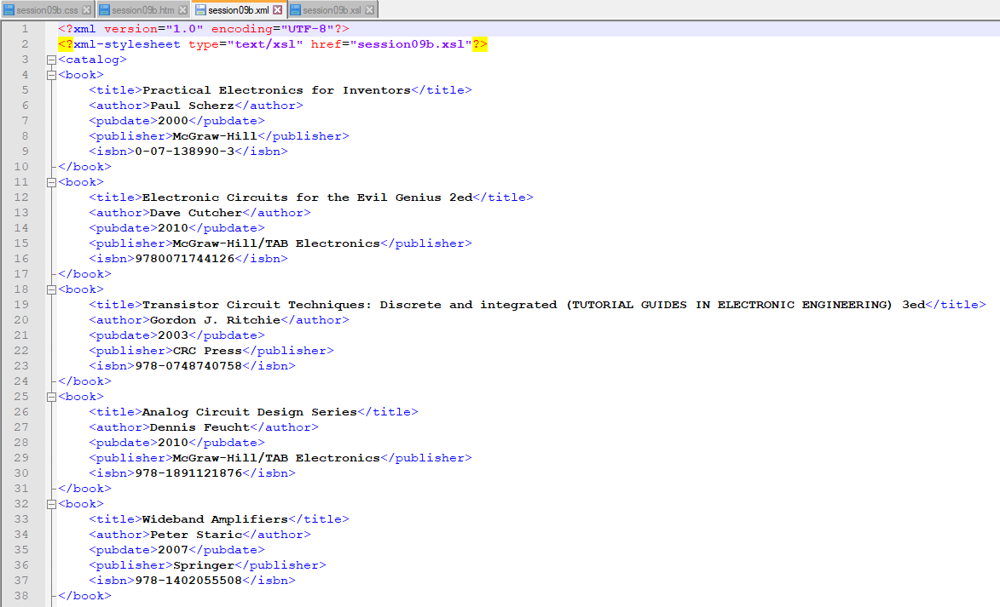 session09b.css session09b.htm session09b.xml session09b.xsl
1 <?xml version="1.0" encoding="UTF-8"?>
2 <?xml-stylesheet type="text/xsl" href="session09b.xsl"?>
3 <catalog>
4 <book>
5 <title>Practical Electronics for Inventors</title>
6 <author>Paul Scherz</author>
7 <pubdate>2000</pubdate>
8 <publisher>McGraw-Hill</publisher>
9 <isbn>0-07-138990-3</isbn>
10 </book>
11 <book>
12 <title>Electronic Circuits for the Evil Genius 2ed</title>
13 <author>Dave Cutcher</author>
14 <pubdate>2010</pubdate>
15 <publisher>McGraw-Hill/TAB Electronics</publisher>
16 <isbn>9780071744126</isbn>
17 </book>
18 <book>
19 <title>Transistor Circuit Techniques: Discrete and integrated (TUTORIAL GUIDES IN ELECTRONIC ENGINEERING) 3ed</title>
20 <author>Gordon J. Ritchie</author>
21 <pubdate>2003</pubdate>
22 <publisher>CRC Press</publisher>
23 <isbn>978-0748740758</isbn>
24 </book>
25 <book>
26 <title>Analog Circuit Design Series</title>
27 <author>Dennis Feucht</author>
28 <pubdate>2010</pubdate>
29 <publisher>McGraw-Hill/TAB Electronics</publisher>
30 <isbn>978-1891121876</isbn>
31 </book>
32 <book>
33 <title>Wideband Amplifiers</title>
34 <author>Peter Staric</author>
35 <pubdate>2007</pubdate>
36 <publisher>Springer</publisher>
37 <isbn>978-1402055508</isbn>
38 </book>